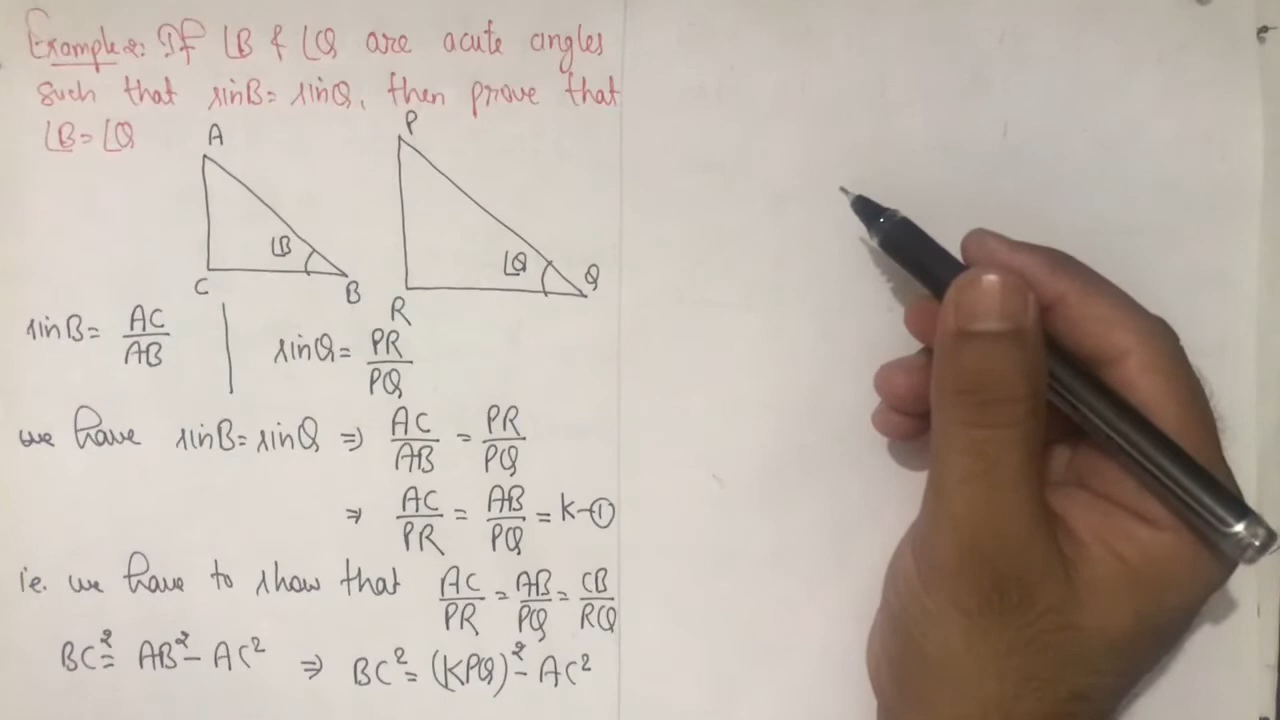 Example 2: If ∠B & ∠Q are acute angles
such that sinB = sinQ, then prove that
∠B = ∠Q
A
P
∠B
∠Q
C
B
R
Q
sinB = AC/AB
sinQ = PR/PQ
we have sinB = sinQ ⇒ AC/AB = PR/PQ
⇒ AC/PR = AB/PQ = K-①
ie. we have to show that AC/PR = AB/PQ = CB/RQ
BC² = AB² - AC² ⇒ BC² = (KPQ)² - AC²